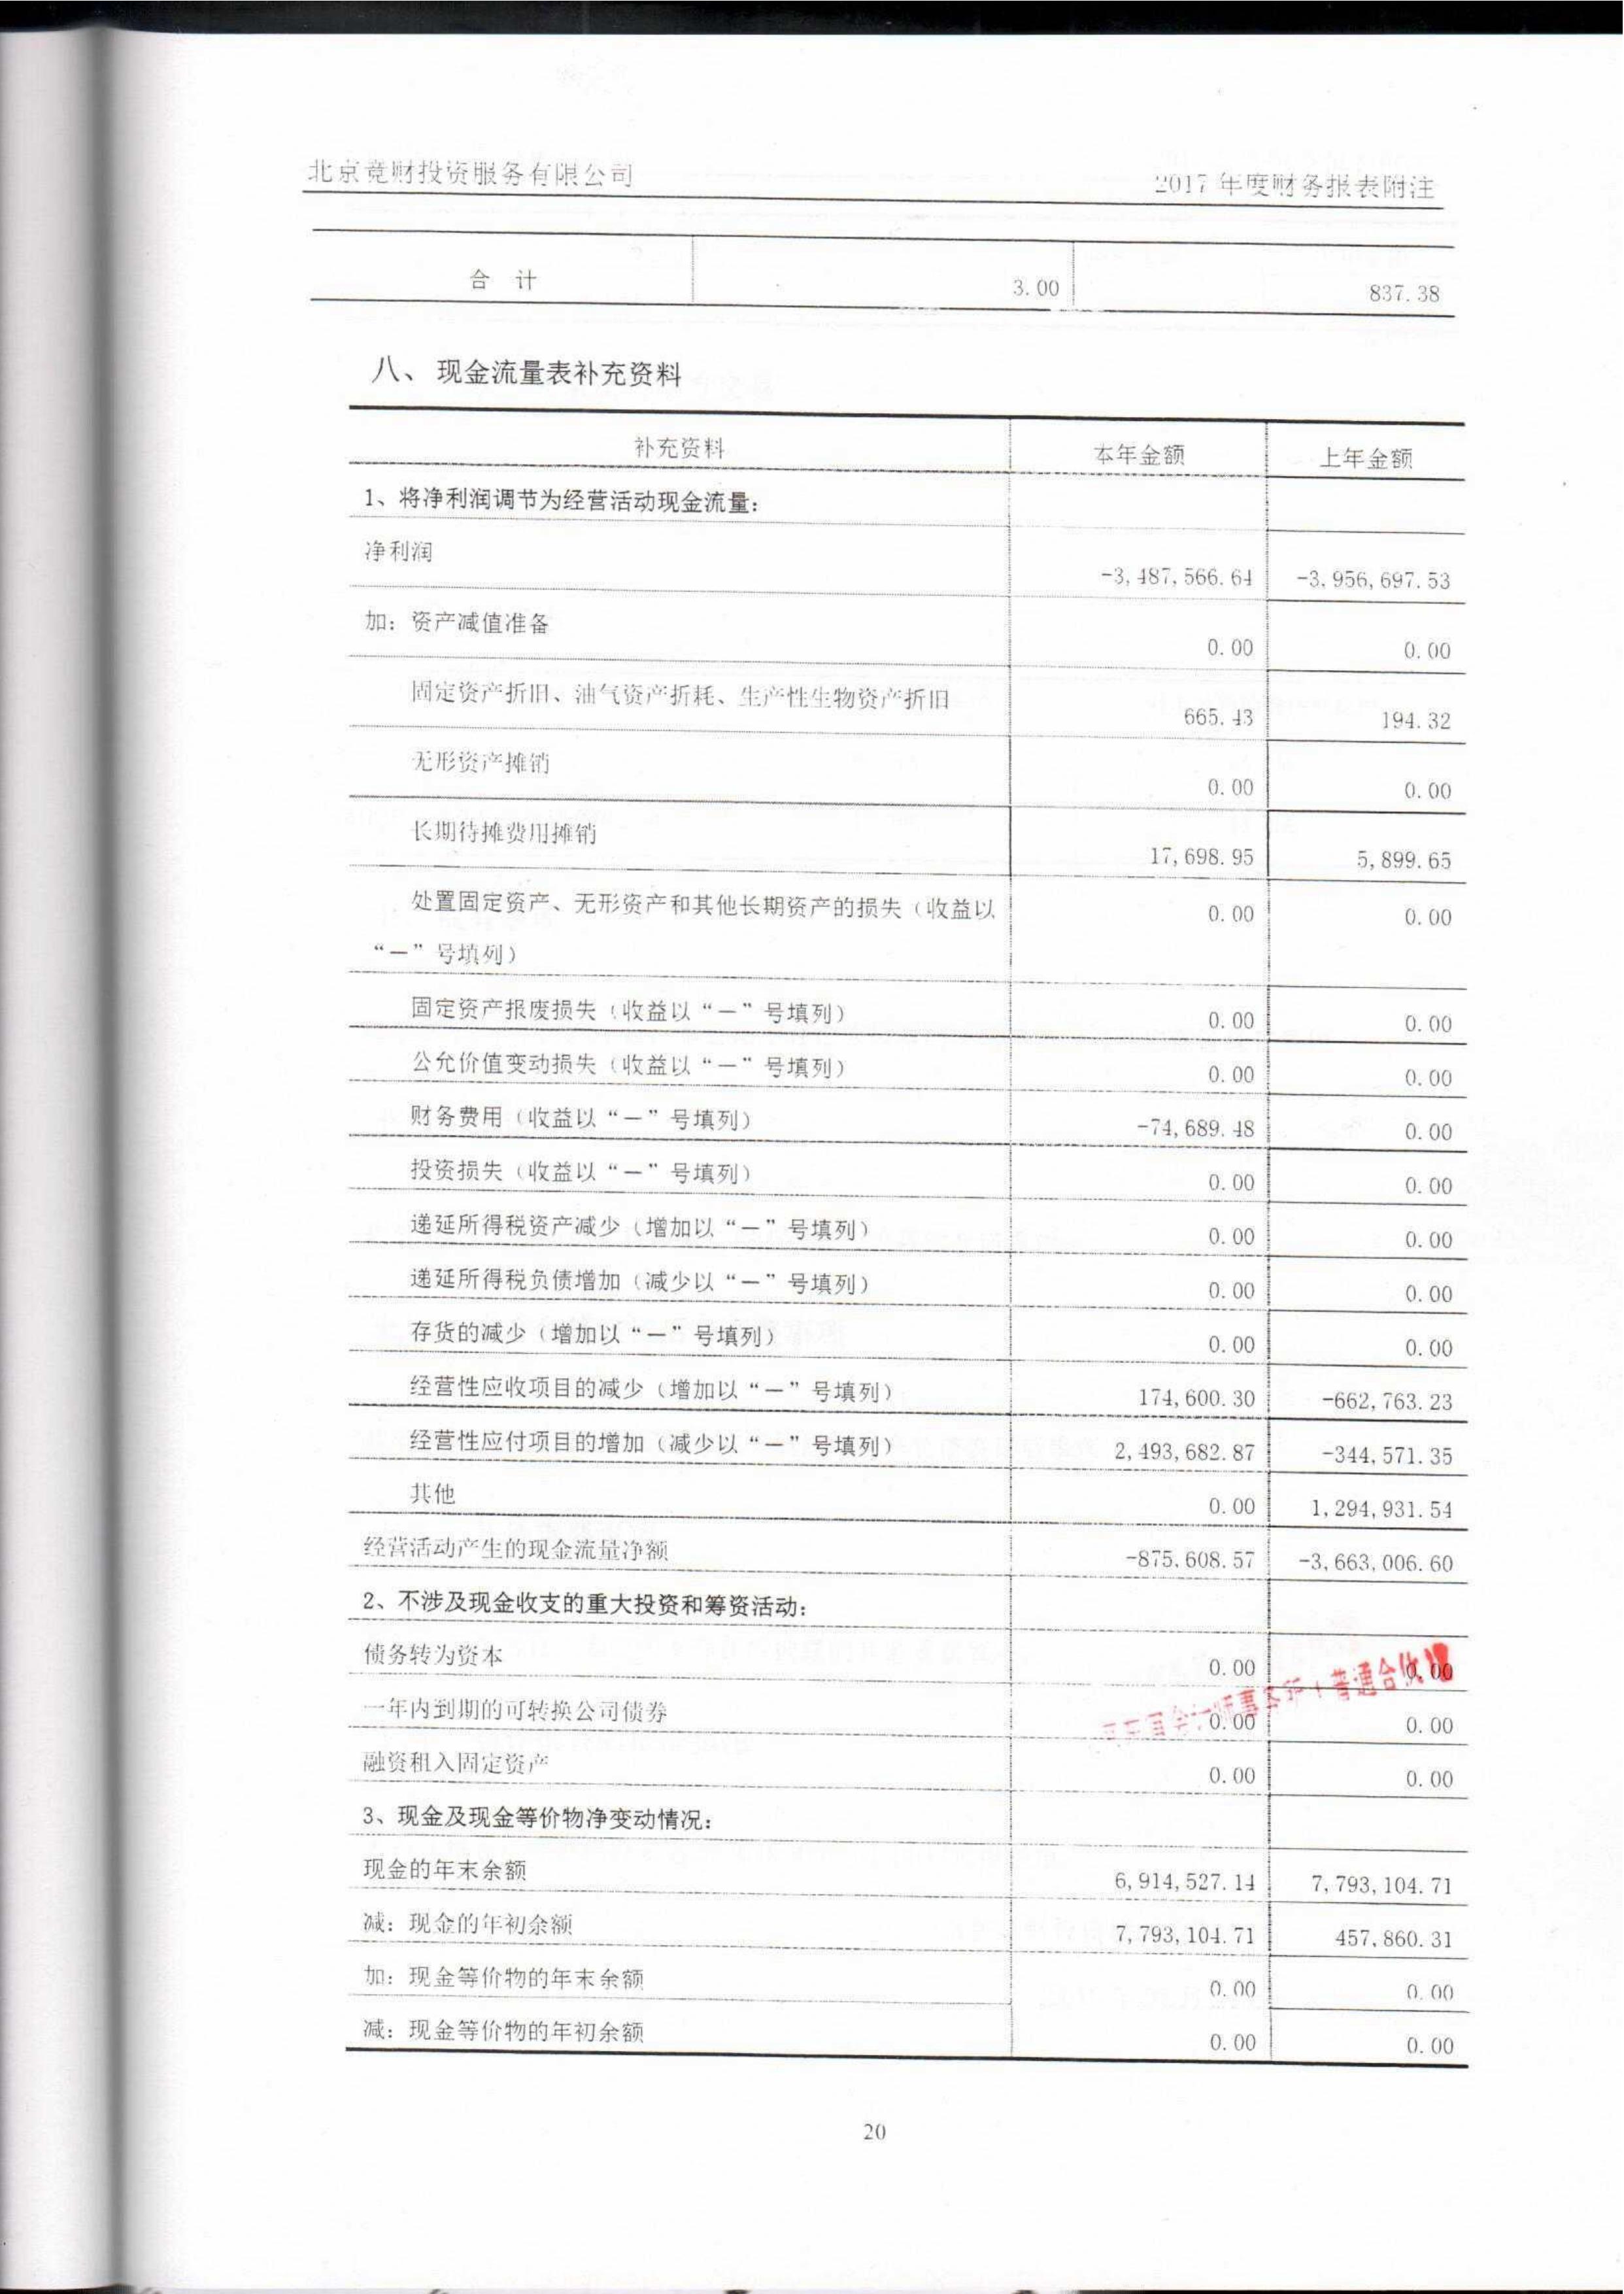 北京竞财投资服务有限公司 2017 年度财务报表附注
合 计 3.00 837.38
八、 现金流量表补充资料
补充资料 本年金额 上年金额
1、将净利润调节为经营活动现金流量:
净利润 -3,487,566.64 -3,956,697.53
加: 资产减值准备 0.00 0.00
固定资产折旧、油气资产折耗、生产性生物资产折旧 665.43 194.32
无形资产摊销 0.00 0.00
长期待摊费用摊销 17,698.95 5,899.65
处置固定资产、无形资产和其他长期资产的损失（收益以 0.00 0.00
“－”号填列）
固定资产报废损失（收益以“－”号填列） 0.00 0.00
公允价值变动损失（收益以“－”号填列） 0.00 0.00
财务费用（收益以“－”号填列） -74,689.48 0.00
投资损失（收益以“－”号填列） 0.00 0.00
递延所得税资产减少（增加以“－”号填列） 0.00 0.00
递延所得税负债增加（减少以“－”号填列） 0.00 0.00
存货的减少（增加以“－”号填列） 0.00 0.00
经营性应收项目的减少（增加以“－”号填列） 174,600.30 -662,763.23
经营性应付项目的增加（减少以“－”号填列） 2,493,682.87 -344,571.35
其他 0.00 1,294,931.54
经营活动产生的现金流量净额 -875,608.57 -3,663,006.60
2、不涉及现金收支的重大投资和筹资活动:
债务转为资本 0.00 0.00
普通合伙
一年内到期的可转换公司债券 0.00 0.00
融资租入固定资产 0.00 0.00
3、现金及现金等价物净变动情况:
现金的年末余额 6,914,527.14 7,793,104.71
减: 现金的年初余额 7,793,104.71 457,860.31
加: 现金等价物的年末余额 0.00 0.00
减: 现金等价物的年初余额 0.00 0.00
20